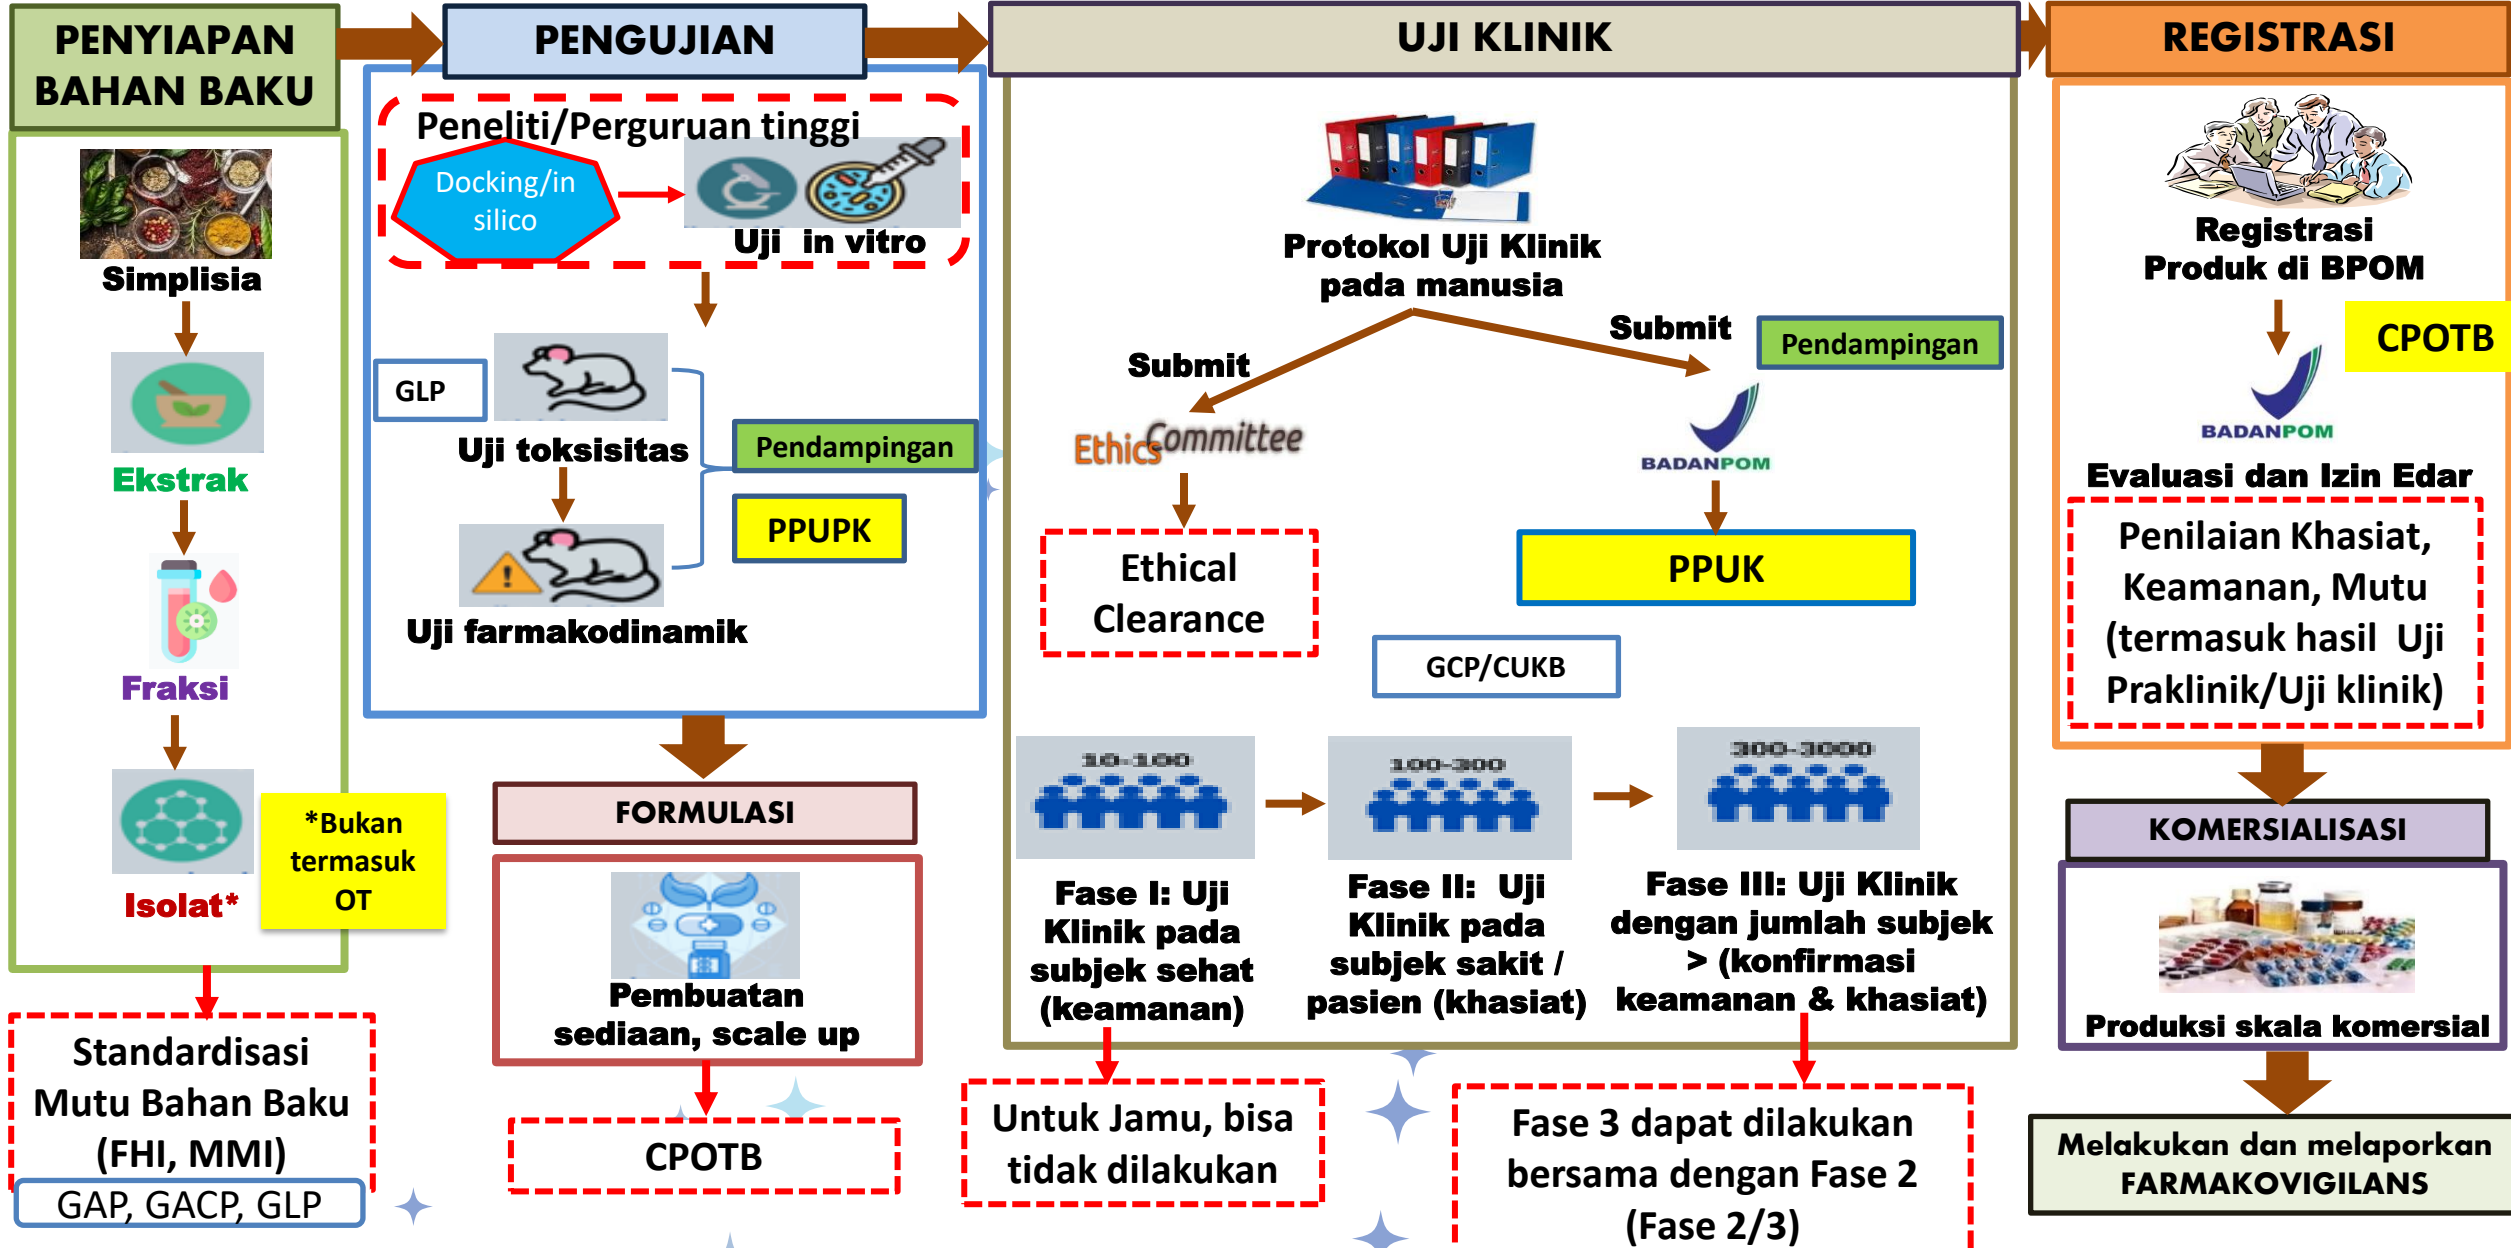 PENYIAPAN
BAHAN BAKU
Simplisia
Ekstrak
Fraksi
Isolat*
*Bukan
termasuk
OT
Standardisasi
Mutu Bahan Baku
(FHI, MMI)
GAP, GACP, GLP
PENGUJIAN
Peneliti/Perguruan tinggi
Docking/in
silico
Uji in vitro
GLP
Uji toksisitas
Pendampingan
PPUPK
Uji farmakodinamik
FORMULASI
Pembuatan
sediaan, scale up
CPOTB
UJI KLINIK
Protokol Uji Klinik
pada manusia
Submit
Submit
Pendampingan
Ethics Committee
BADANPOM
Ethical
Clearance
PPUK
GCP/CUKB
10-100
100-300
300-3000
Fase I: Uji
Klinik pada
subjek sehat
(keamanan)
Fase II: Uji
Klinik pada
subjek sakit /
pasien (khasiat)
Fase III: Uji Klinik
dengan jumlah subjek
> (konfirmasi
keamanan & khasiat)
Untuk Jamu, bisa
tidak dilakukan
Fase 3 dapat dilakukan
bersama dengan Fase 2
(Fase 2/3)
REGISTRASI
Registrasi
Produk di BPOM
CPOTB
BADANPOM
Evaluasi dan Izin Edar
Penilaian Khasiat,
Keamanan, Mutu
(termasuk hasil Uji
Praklinik/Uji klinik)
KOMERSIALISASI
Produksi skala komersial
Melakukan dan melaporkan
FARMAKOVIGILANS